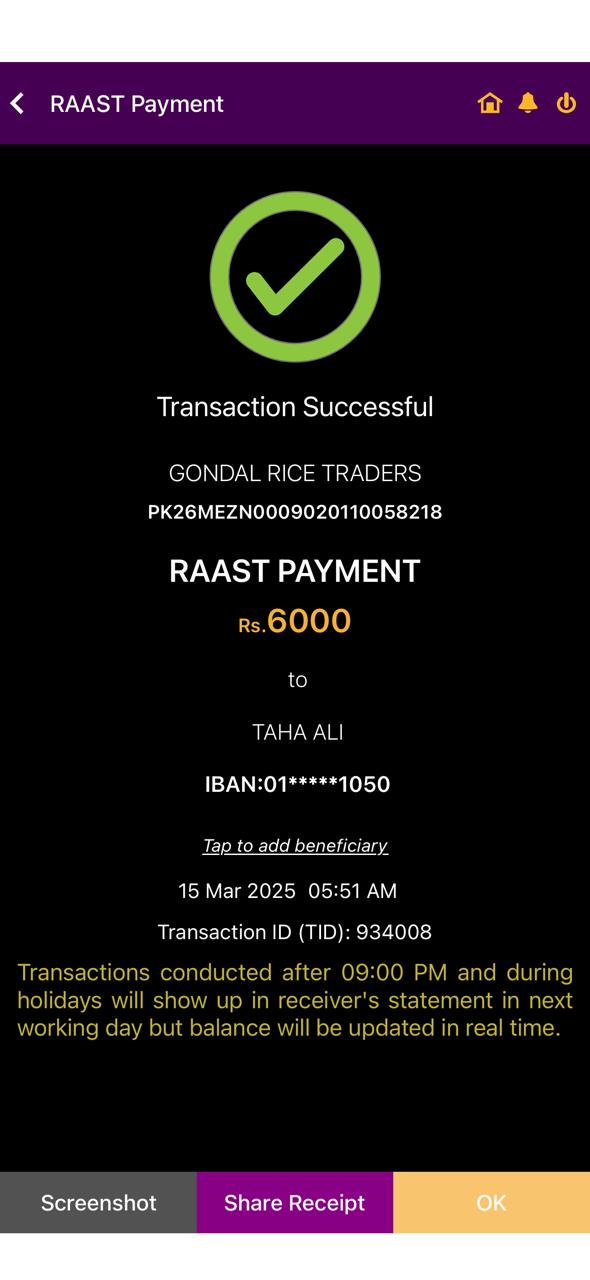 RAAST Payment
Transaction Successful
GONDAL RICE TRADERS
PK26MEZN0009020110058218
RAAST PAYMENT
Rs.6000
to
TAHA ALI
IBAN:01*****1050
Tap to add beneficiary
15 Mar 2025 05:51 AM
Transaction ID (TID): 934008
Transactions conducted after 09:00 PM and during
holidays will show up in receiver's statement in next
working day but balance will be updated in real time.
Screenshot Share Receipt OK